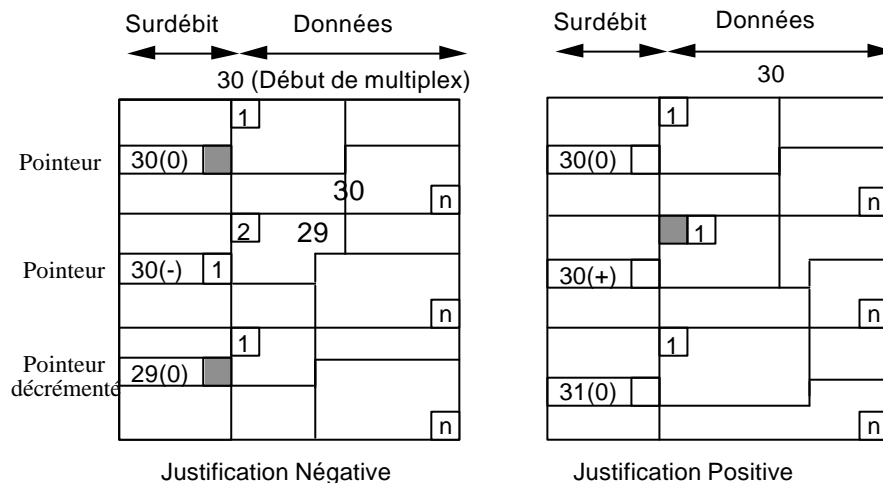 Surdébit Données
30 (Début de multiplex)
1
Pointeur 30(0)
30
n
2 29
Pointeur 30(-) 1
n
1
Pointeur
décrémenté 29(0)
n
Justification Négative
Surdébit Données
30
1
30(0)
n
1
30(+)
n
1
31(0)
n
Justification Positive